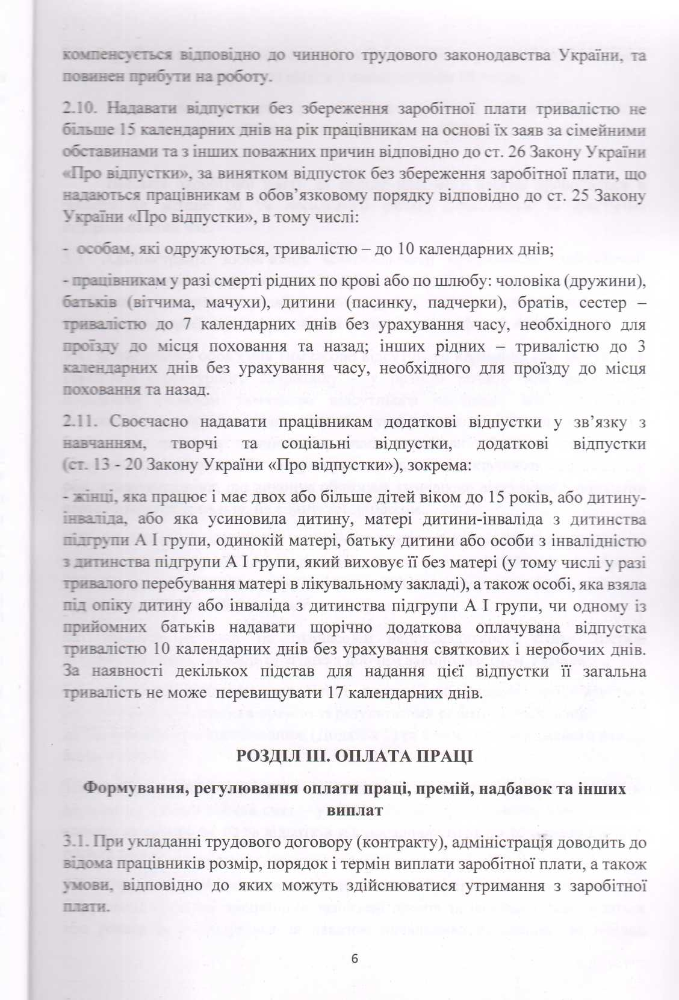 компенсується відповідно до чинного трудового законодавства України, та
повинен прибути на роботу.
2.10. Надавати відпустки без збереження заробітної плати тривалістю не
більше 15 календарних днів на рік працівникам на основі їх заяв за сімейними
обставинами та з інших поважних причин відповідно до ст. 26 Закону України
«Про відпустки», за винятком відпусток без збереження заробітної плати, що
надаються працівникам в обов’язковому порядку відповідно до ст. 25 Закону
України «Про відпустки», в тому числі:
- особам, які одружуються, тривалістю – до 10 календарних днів;
- працівникам у разі смерті рідних по крові або по шлюбу: чоловіка (дружини),
батьків (вітчима, мачухи), дитини (пасинку, падчерки), братів, сестер –
тривалістю до 7 календарних днів без урахування часу, необхідного для
проїзду до місця поховання та назад; інших рідних – тривалістю до 3
календарних днів без урахування часу, необхідного для проїзду до місця
поховання та назад.
2.11. Своєчасно надавати працівникам додаткові відпустки у зв’язку з
навчанням, творчі та соціальні відпустки, додаткові відпустки
(ст. 13 - 20 Закону України «Про відпустки»), зокрема:
- жінці, яка працює і має двох або більше дітей віком до 15 років, або дитину-
інваліда, або яка усиновила дитину, матері дитини-інваліда з дитинства
підгрупи А І групи, одинокій матері, батьку дитини або особи з інвалідністю
з дитинства підгрупи А І групи, який виховує її без матері (у тому числі у разі
тривалого перебування матері в лікувальному закладі), а також особі, яка взяла
під опіку дитину або інваліда з дитинства підгрупи А І групи, чи одному із
прийомних батьків надавати щорічно додаткова оплачувана відпустка
тривалістю 10 календарних днів без урахування святкових і неробочих днів.
За наявності декількох підстав для надання цієї відпустки її загальна
тривалість не може перевищувати 17 календарних днів.
РОЗДІЛ ІІІ. ОПЛАТА ПРАЦІ
Формування, регулювання оплати праці, премій, надбавок та інших
виплат
3.1. При укладанні трудового договору (контракту), адміністрація доводить до
відома працівників розмір, порядок і термін виплати заробітної плати, а також
умови, відповідно до яких можуть здійснюватися утримання з заробітної
плати.
6